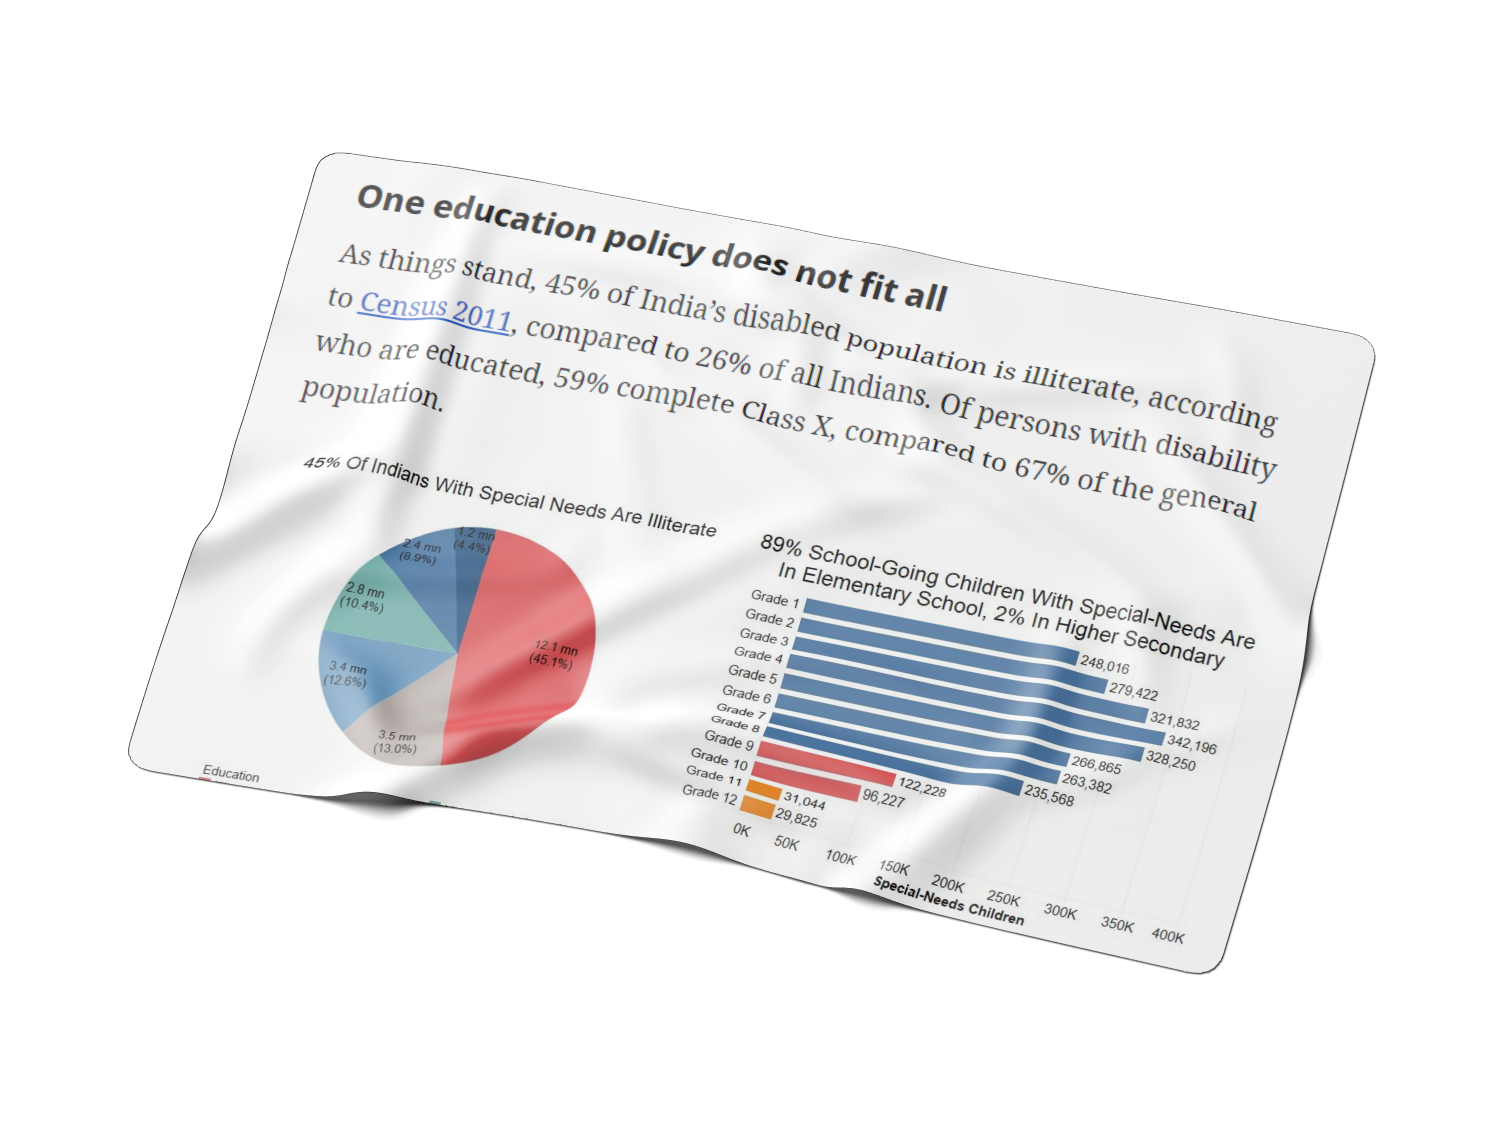 One education policy does not fit all
As things stand, 45% of India’s disabled population is illiterate, according
to Census 2011, compared to 26% of all Indians. Of persons with disability
who are educated, 59% complete Class X, compared to 67% of the general
population.
45% Of Indians With Special Needs Are Illiterate
1.2 mn
(4.4%)
2.4 mn
(8.9%)
2.8 mn
(10.4%)
12.1 mn
(45.1%)
3.4 mn
(12.6%)
3.5 mn
(13.0%)
Education
89% School-Going Children With Special-Needs Are
In Elementary School, 2% In Higher Secondary
Grade 1 248,016
Grade 2 279,422
Grade 3 321,832
Grade 4 342,196
Grade 5 328,250
Grade 6 266,865
Grade 7 263,382
Grade 8 235,568
Grade 9 122,228
Grade 10 96,227
Grade 11 31,044
Grade 12 29,825
0K 50K 100K 150K 200K 250K 300K 350K 400K
Special-Needs Children